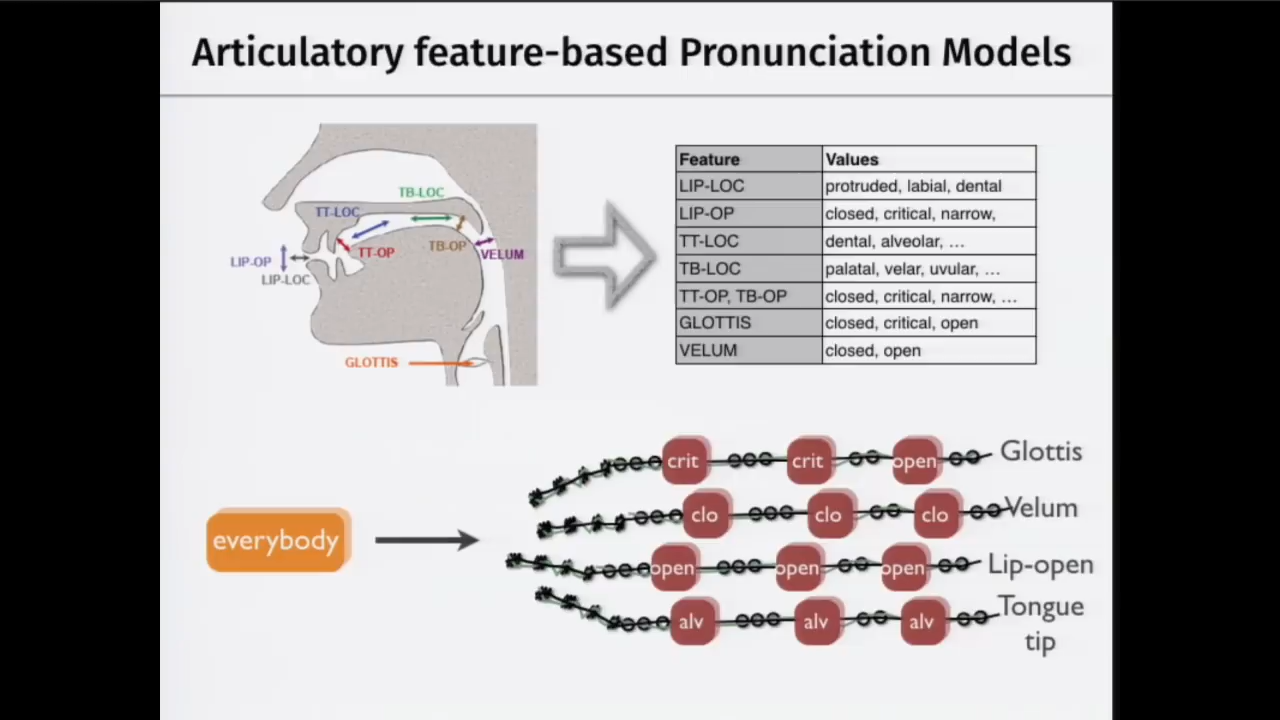 Articulatory feature-based Pronunciation Models
TB-LOC
TT-LOC
TT-OP
TB-OP
VELUM
LIP-OP
LIP-LOC
GLOTTIS
Feature Values
LIP-LOC protruded, labial, dental
LIP-OP closed, critical, narrow,
TT-LOC dental, alveolar, …
TB-LOC palatal, velar, uvular, …
TT-OP, TB-OP closed, critical, narrow, …
GLOTTIS closed, critical, open
VELUM closed, open
everybody
crit crit open Glottis
clo clo clo Velum
open open open Lip-open
alv alv alv Tongue
tip